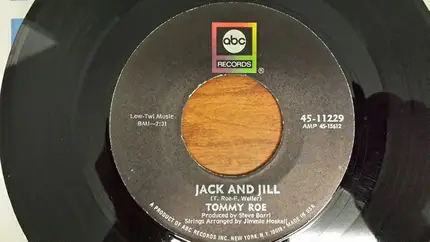 abc
RECORDS
®
Low-Twi Music
BMI—2:31
45-11229
AMP 45-15612
JACK AND JILL
(T. Roe-F. Weller)
TOMMY ROE
Produced by Steve Barri
Strings Arranged by Jimmie Haskell
A PRODUCT OF ABC RECORDS, INC., NEW YORK, N.Y. 10019 · MADE IN USA